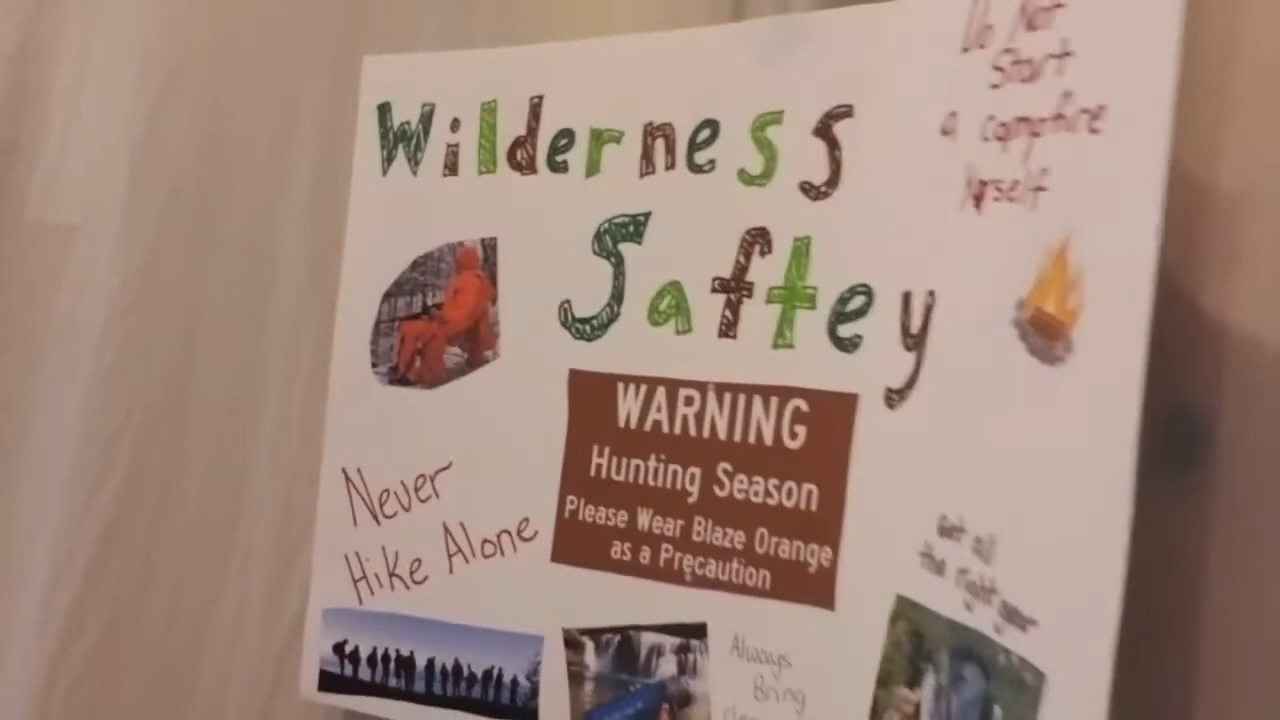 Wilderness
Saftey
Do Not
Start
a campfire
WARNING
Hunting Season
Please Wear Blaze Orange
as a Precaution
Never
Hike Alone
Get all
the right gear
Always
Bring